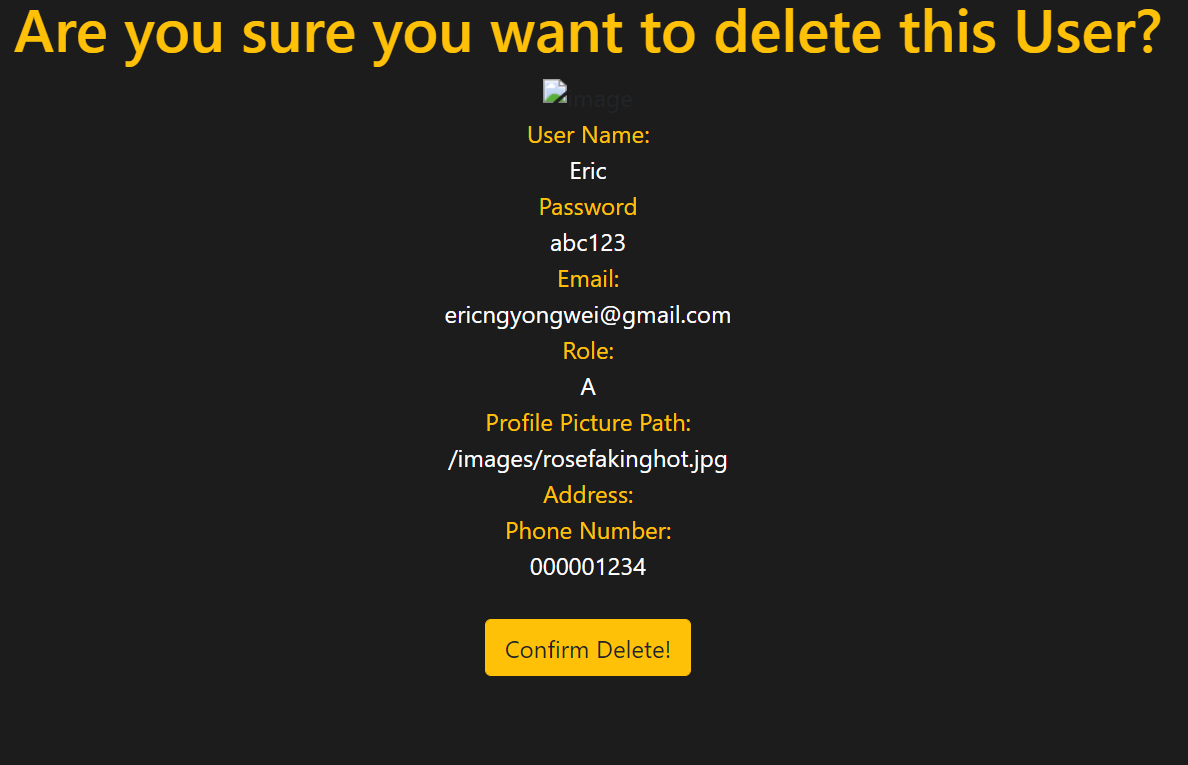 Are you sure you want to delete this User?
image
User Name:
Eric
Password
abc123
Email:
ericngyongwei@gmail.com
Role:
A
Profile Picture Path:
/images/rosefakinghot.jpg
Address:
Phone Number:
000001234
Confirm Delete!